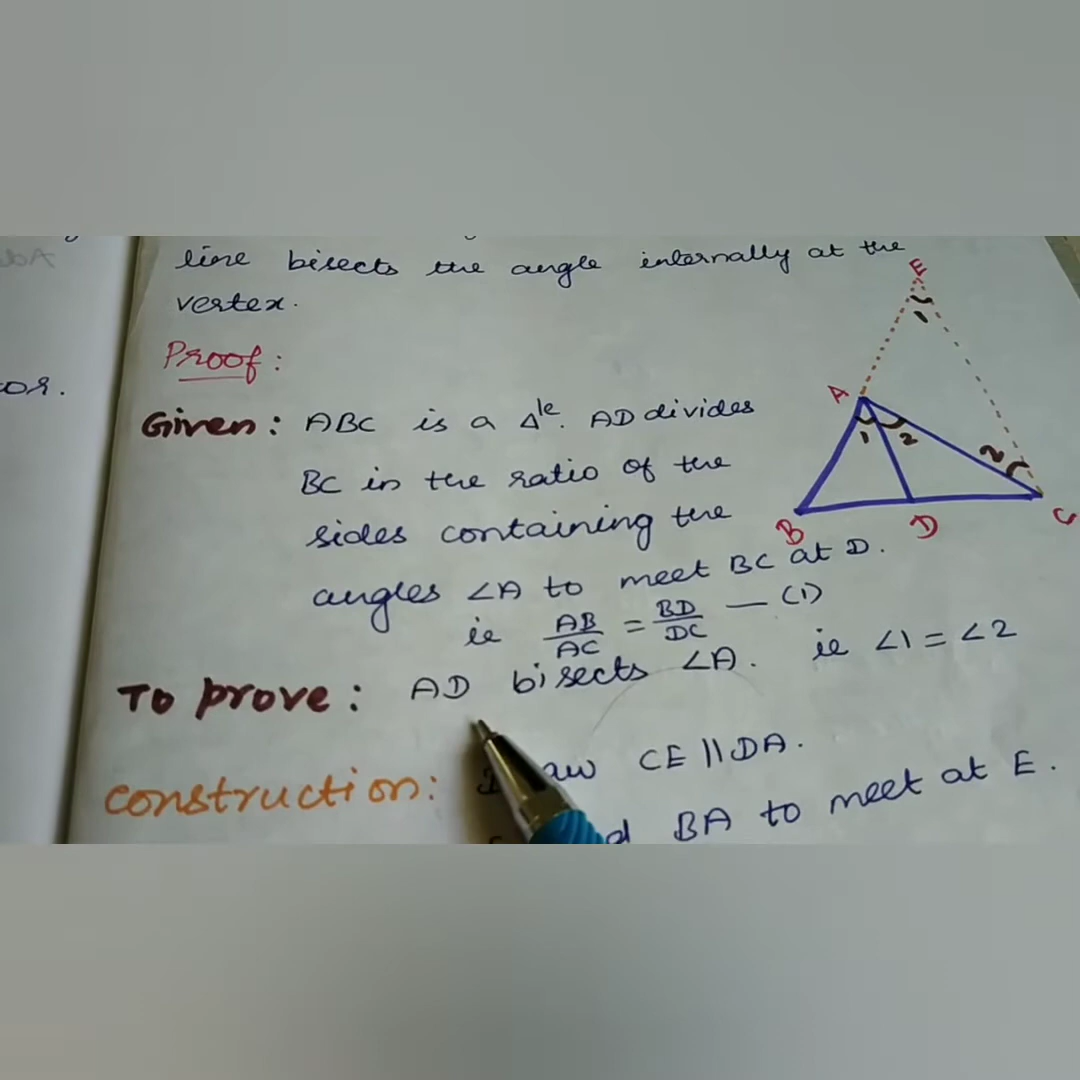 line bisects the angle internally at the
vertex.
Proof:
Given: ABC is a Δle. AD divides
BC in the ratio of the
sides containing the
angles ∠A to meet BC at D.
ie AB/AC = BD/DC — (1)
To prove: AD bisects ∠A. ie ∠1 = ∠2
construction: CE || DA.
BA to meet at E.
E
1
A
1 2
2
B D C